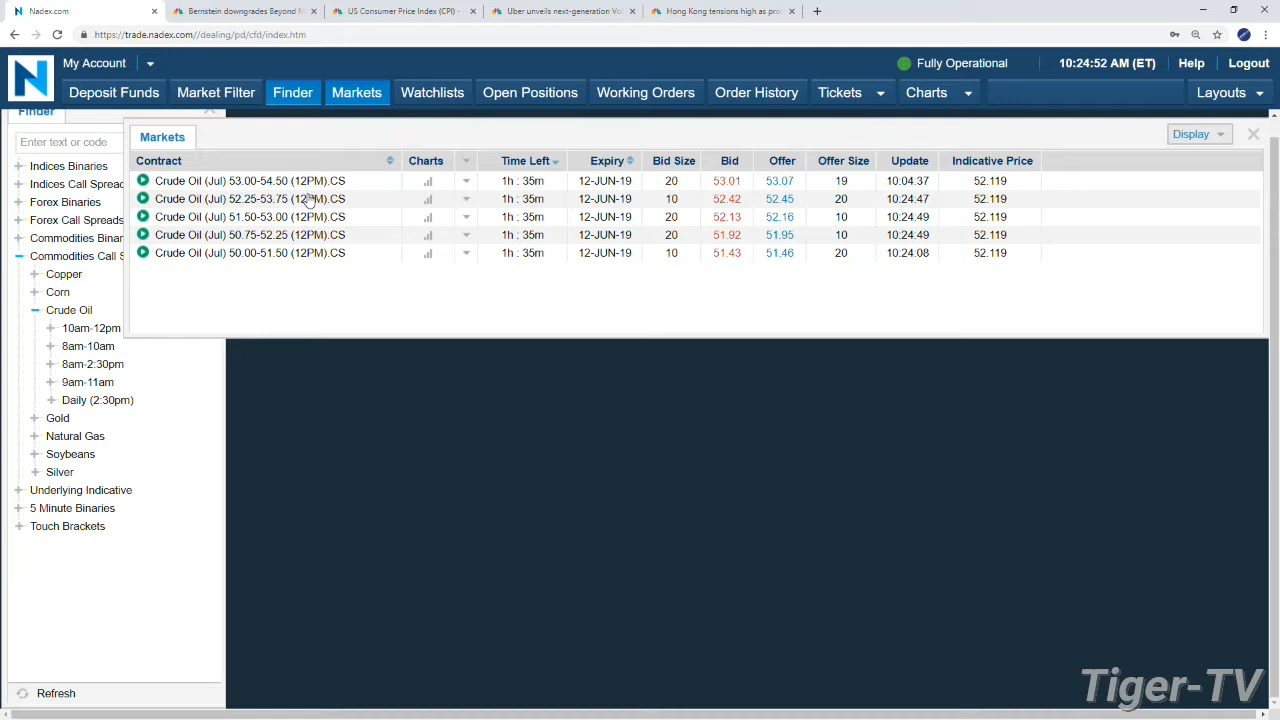 Nadex.com
Bernstein downgrades Beyond M
US Consumer Price Index (CPI) -
Uber unveils next-generation Vol
Hong Kong tensions high as pro
https://trade.nadex.com//dealing/pd/cfd/index.htm
N
My Account
Fully Operational
10:24:52 AM (ET)
Help
Logout
Deposit Funds
Market Filter
Finder
Markets
Watchlists
Open Positions
Working Orders
Order History
Tickets
Charts
Layouts
Finder
Enter text or code
Indices Binaries
Indices Call Spread
Forex Binaries
Forex Call Spreads
Commodities Binar
Commodities Call S
Copper
Corn
Crude Oil
10am-12pm
8am-10am
8am-2:30pm
9am-11am
Daily (2:30pm)
Gold
Natural Gas
Soybeans
Silver
Underlying Indicative
5 Minute Binaries
Touch Brackets
Refresh
Markets
Display
Contract Charts Time Left Expiry Bid Size Bid Offer Offer Size Update Indicative Price
Crude Oil (Jul) 53.00-54.50 (12PM).CS 1h : 35m 12-JUN-19 20 53.01 53.07 19 10:04:37 52.119
Crude Oil (Jul) 52.25-53.75 (12PM).CS 1h : 35m 12-JUN-19 10 52.42 52.45 20 10:24:47 52.119
Crude Oil (Jul) 51.50-53.00 (12PM).CS 1h : 35m 12-JUN-19 20 52.13 52.16 10 10:24:49 52.119
Crude Oil (Jul) 50.75-52.25 (12PM).CS 1h : 35m 12-JUN-19 20 51.92 51.95 10 10:24:49 52.119
Crude Oil (Jul) 50.00-51.50 (12PM).CS 1h : 35m 12-JUN-19 10 51.43 51.46 20 10:24:08 52.119
Tiger-TV